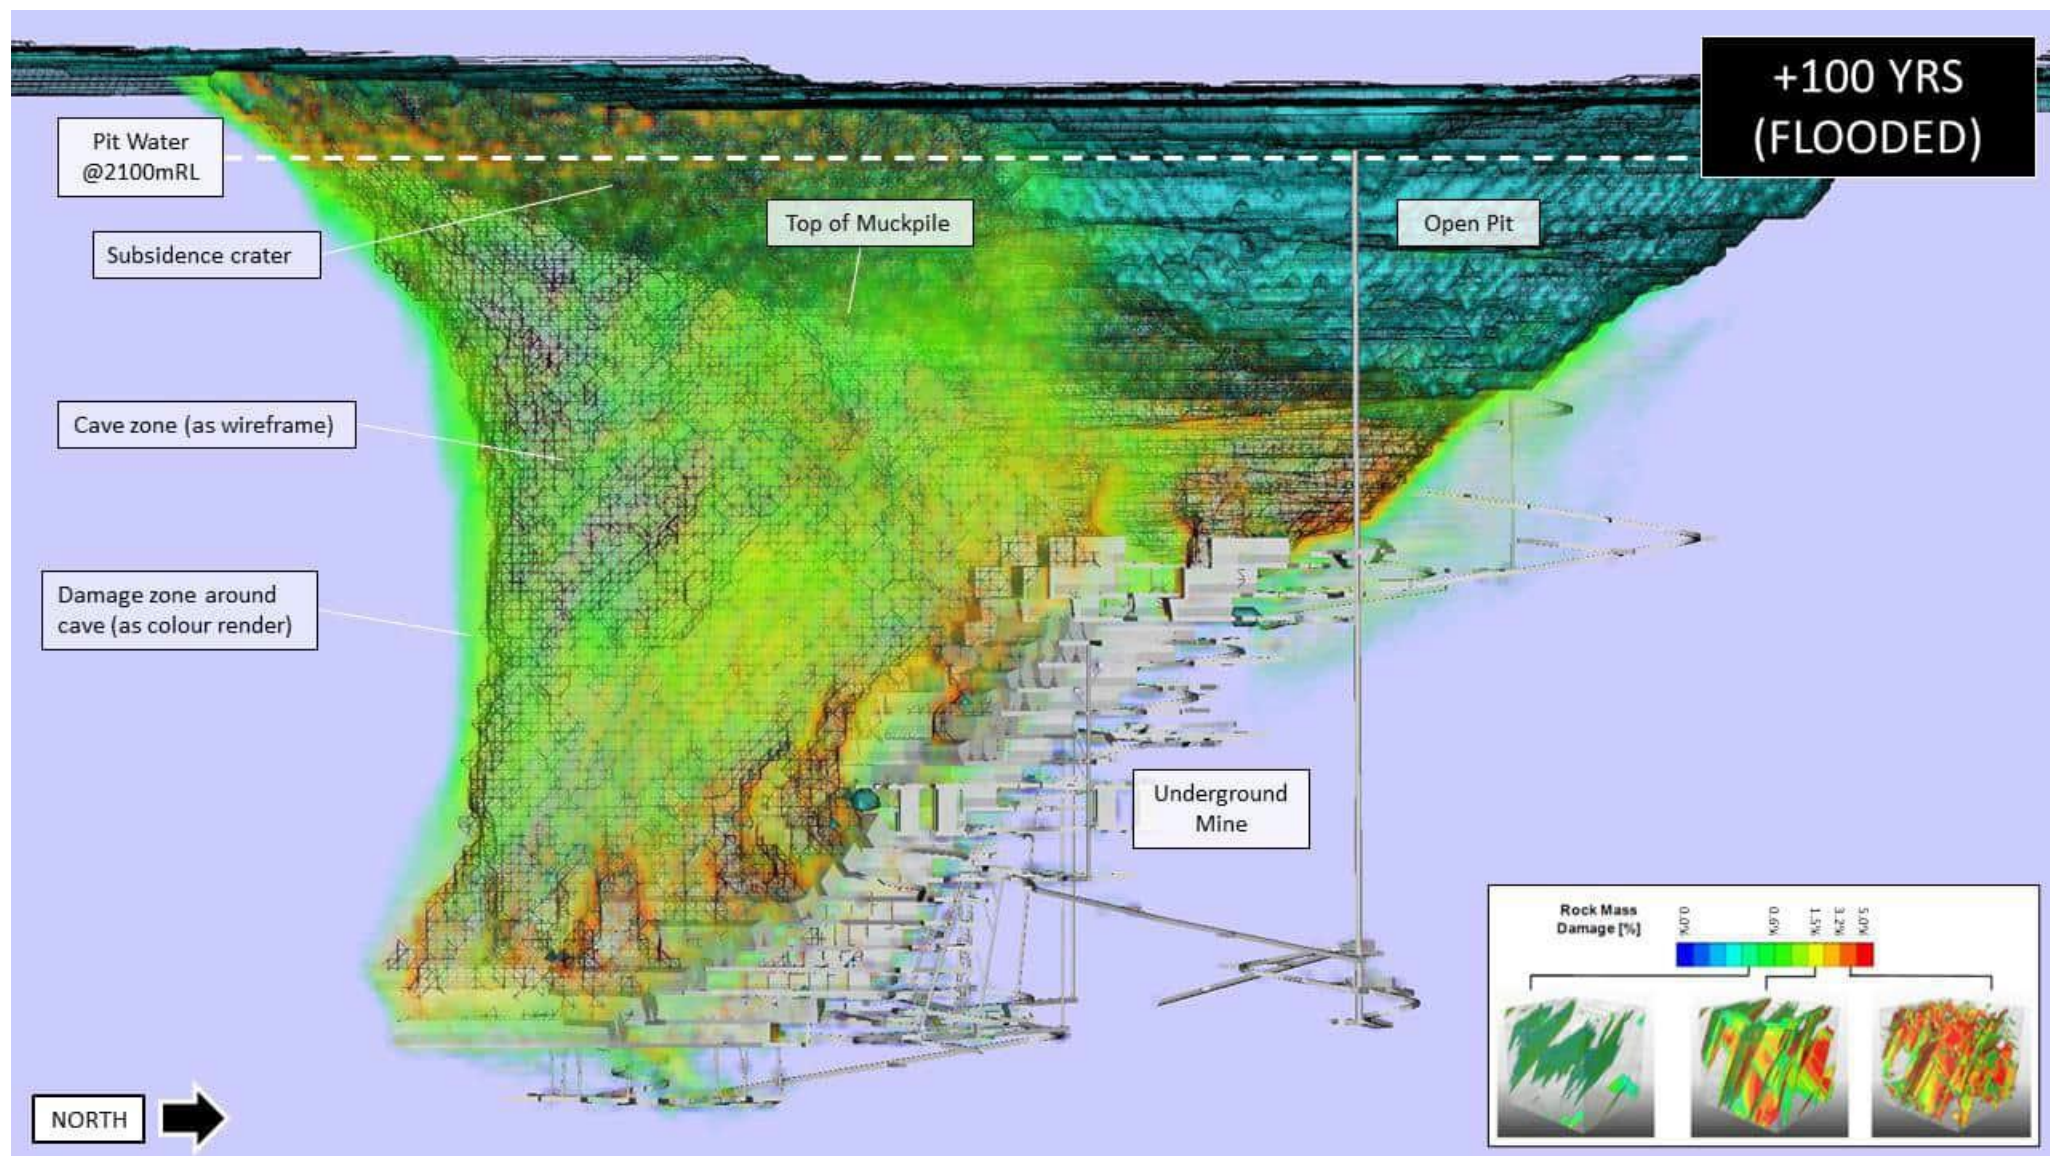 +100 YRS
(FLOODED)
Pit Water
@2100mRL
Subsidence crater
Top of Muckpile
Open Pit
Cave zone (as wireframe)
Damage zone around
cave (as colour render)
Underground
Mine
Rock Mass
Damage [%]
0.0%
0.6%
1.5%
3.2%
5.0%
NORTH